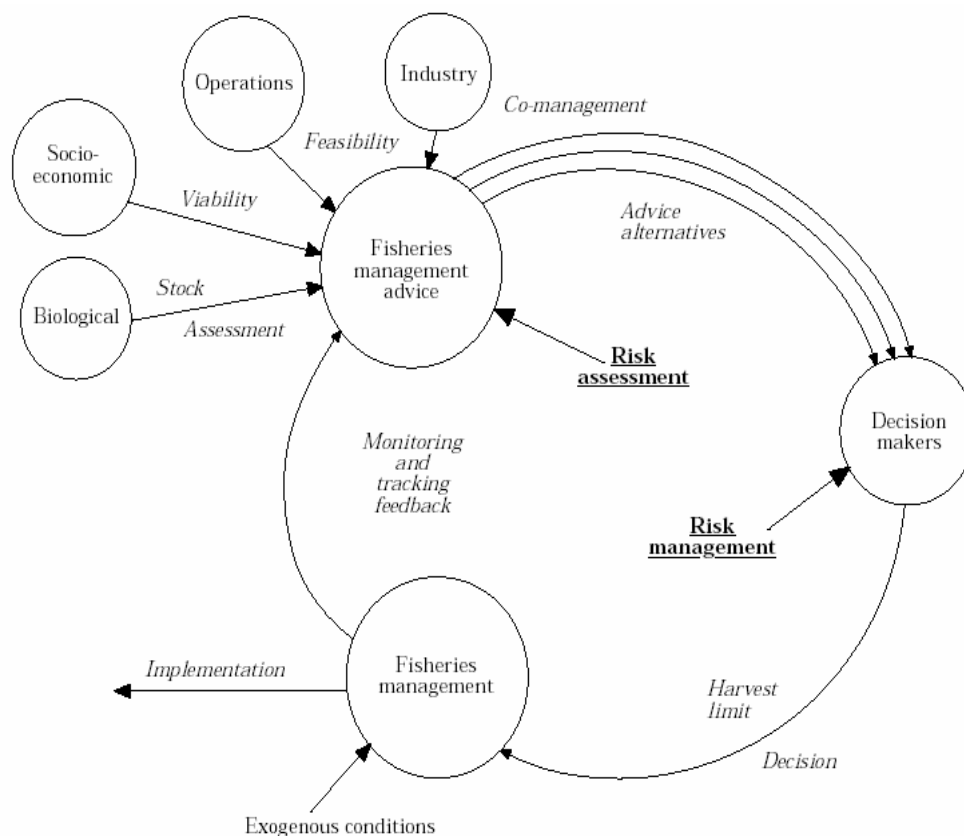 Operations
Industry
Co-management
Feasibility
Socio-
economic
Viability
Advice
alternatives
Fisheries
management
advice
Stock
Biological
Assessment
Risk
assessment
Decision
makers
Monitoring
and
tracking
feedback
Risk
management
Implementation
Fisheries
management
Harvest
limit
Decision
Exogenous conditions